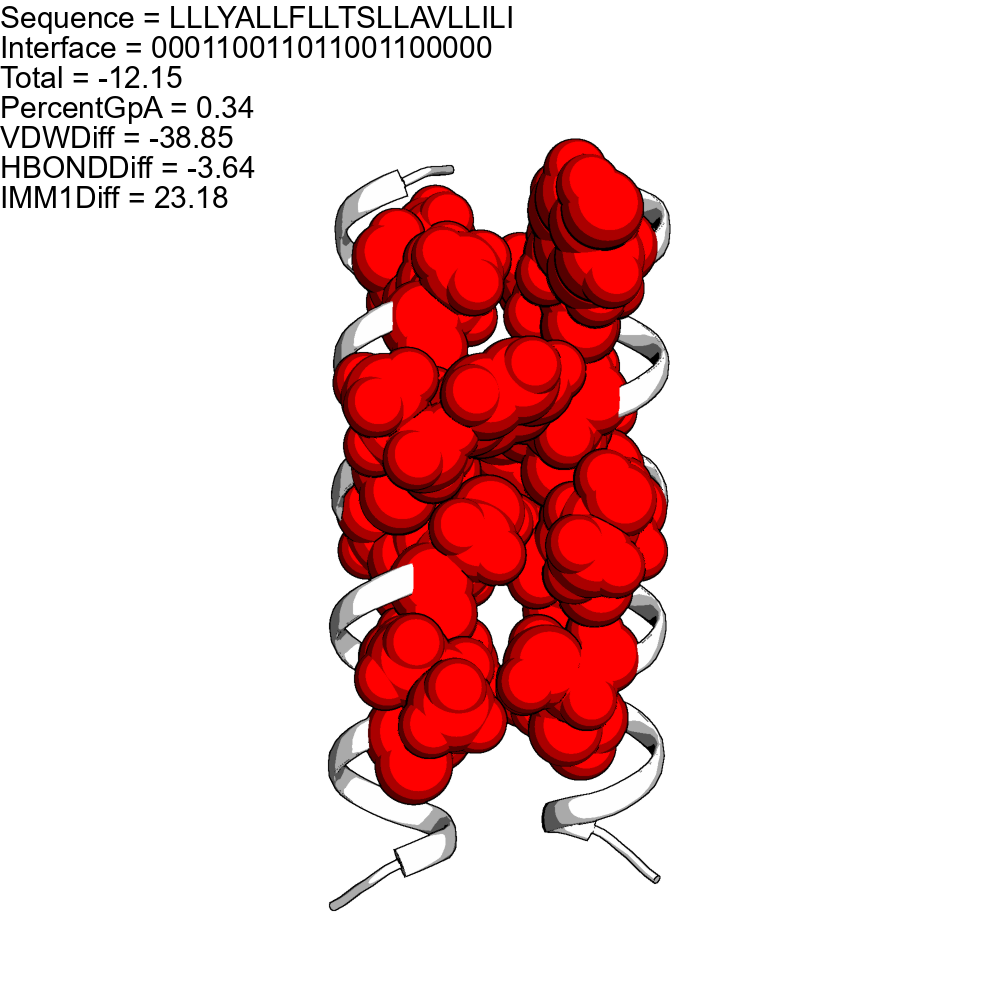 Sequence = LLLYALLFLLTSLLAVLLILI
Interface = 000110011011001100000
Total = -12.15
PercentGpA = 0.34
VDWDiff = -38.85
HBONDDiff = -3.64
IMM1Diff = 23.18